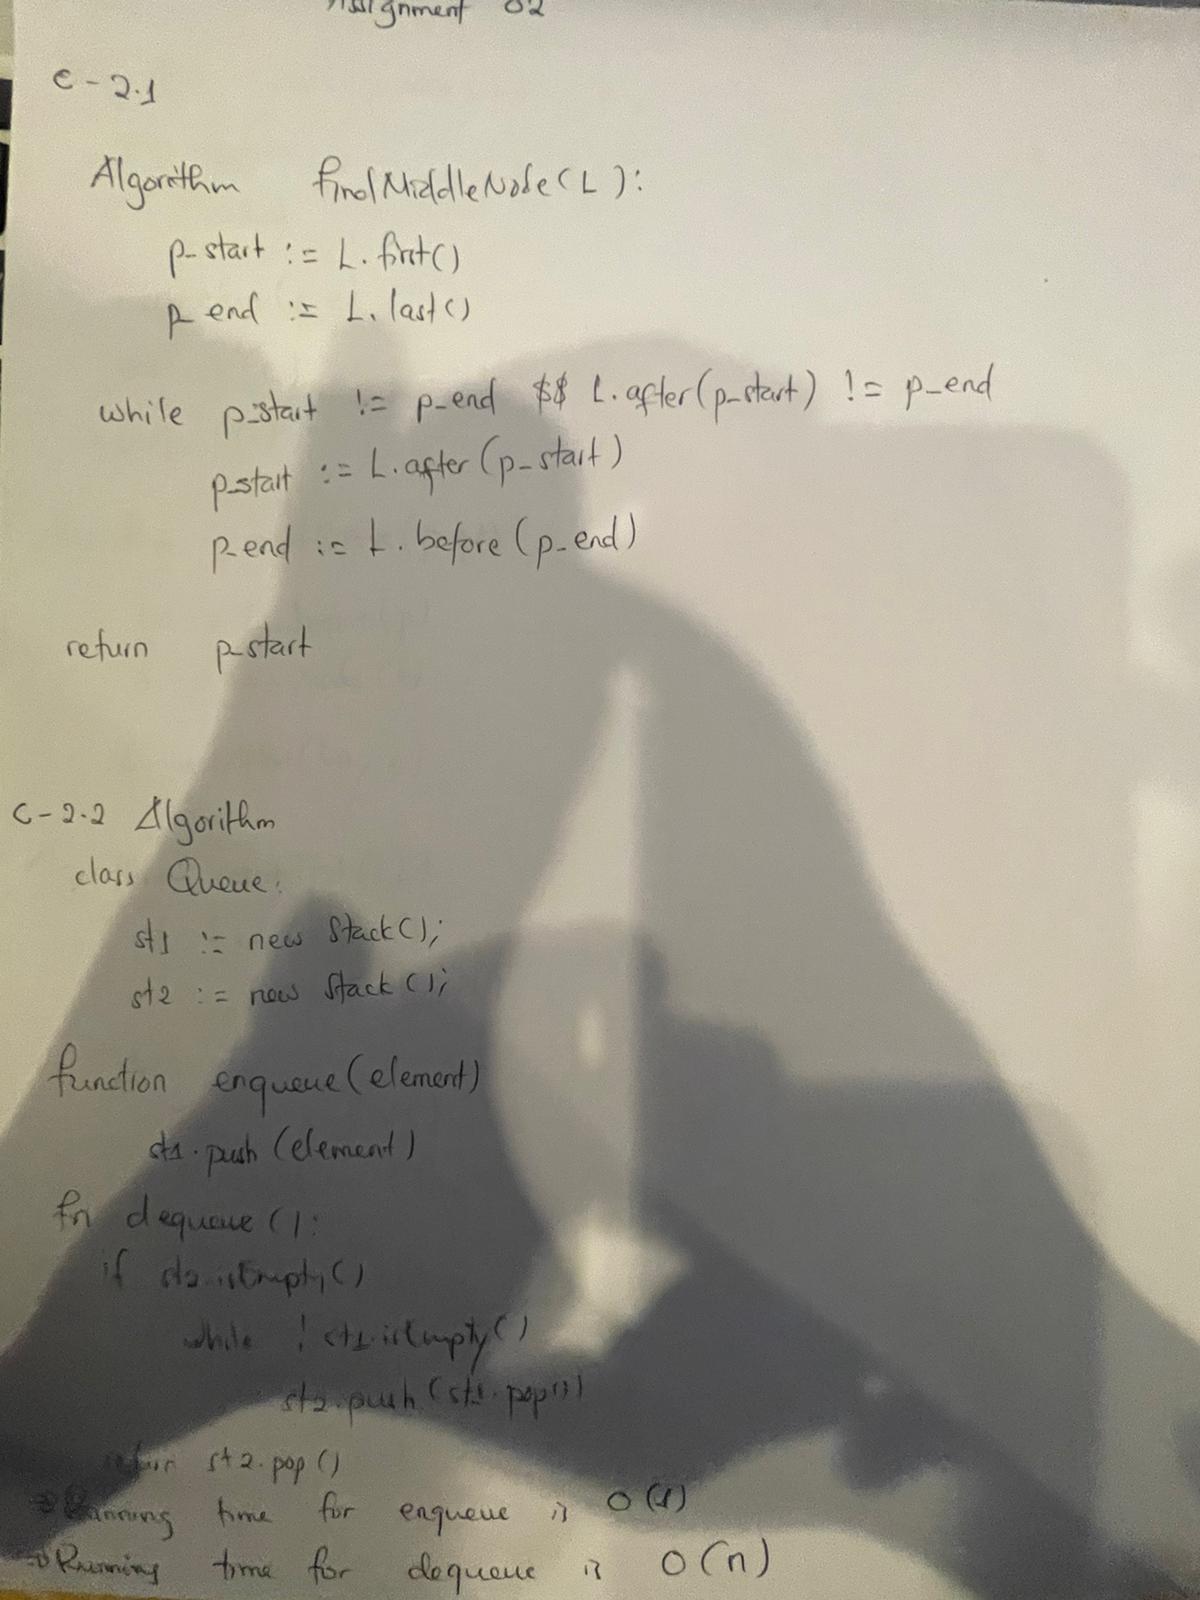 Assignment 02
C-2.1
Algorithm findMiddleNode(L):
p-start := L.first()
p end := L.last()
while p-start != p-end $$ L.after(p-start) != p-end
p-start := L.after(p-start)
p-end := L.before(p-end)
return p-start
C-2.2 Algorithm
class Queue:
st1 := new Stack();
st2 := new Stack();
function enqueue(element)
st1.push(element)
fn dequeue():
if st2.isEmpty()
while !st1.isEmpty()
st2.push(st1.pop())
return st2.pop()
⇒ Running time for enqueue is O(1)
⇒ Running time for dequeue is O(n)